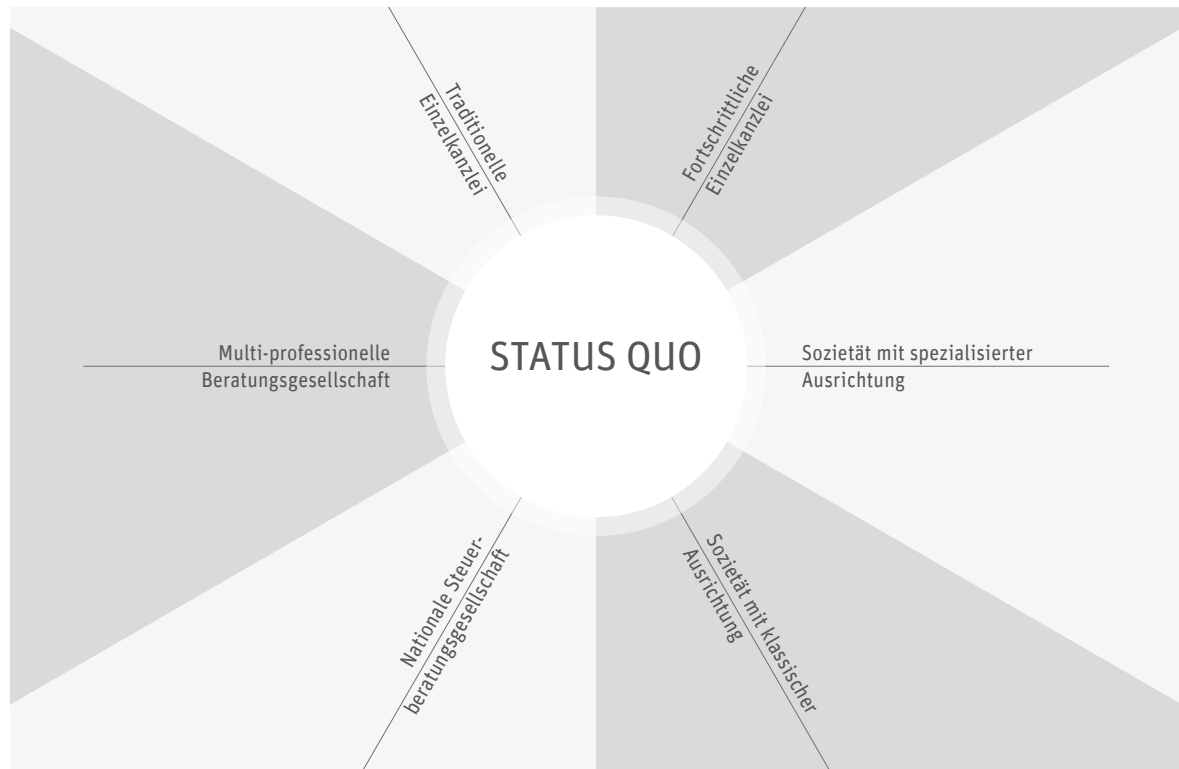 Traditionelle
Einzelkanzlei
Fortschrittliche
Einzelkanzlei
Multi-professionelle
Beratungsgesellschaft
STATUS QUO
Sozietät mit spezialisierter
Ausrichtung
Nationale Steuer-
beratungsgesellschaft
Sozietät mit klassischer
Ausrichtung